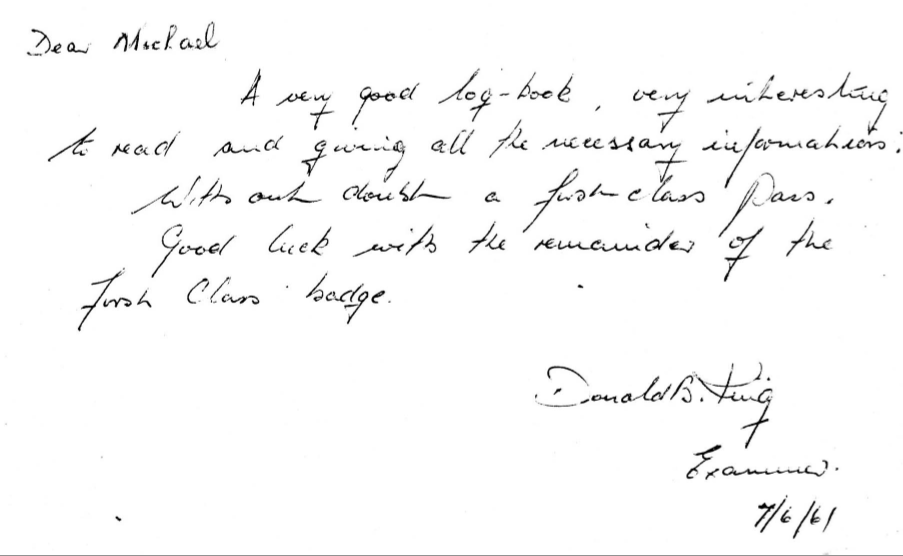 Dear Michael
A very good log-book, very interesting
to read and giving all the necessary information.
Without doubt a first class pass.
Good luck with the remainder of the
First Class badge.
Donald B. King
Examiner.
7/6/61